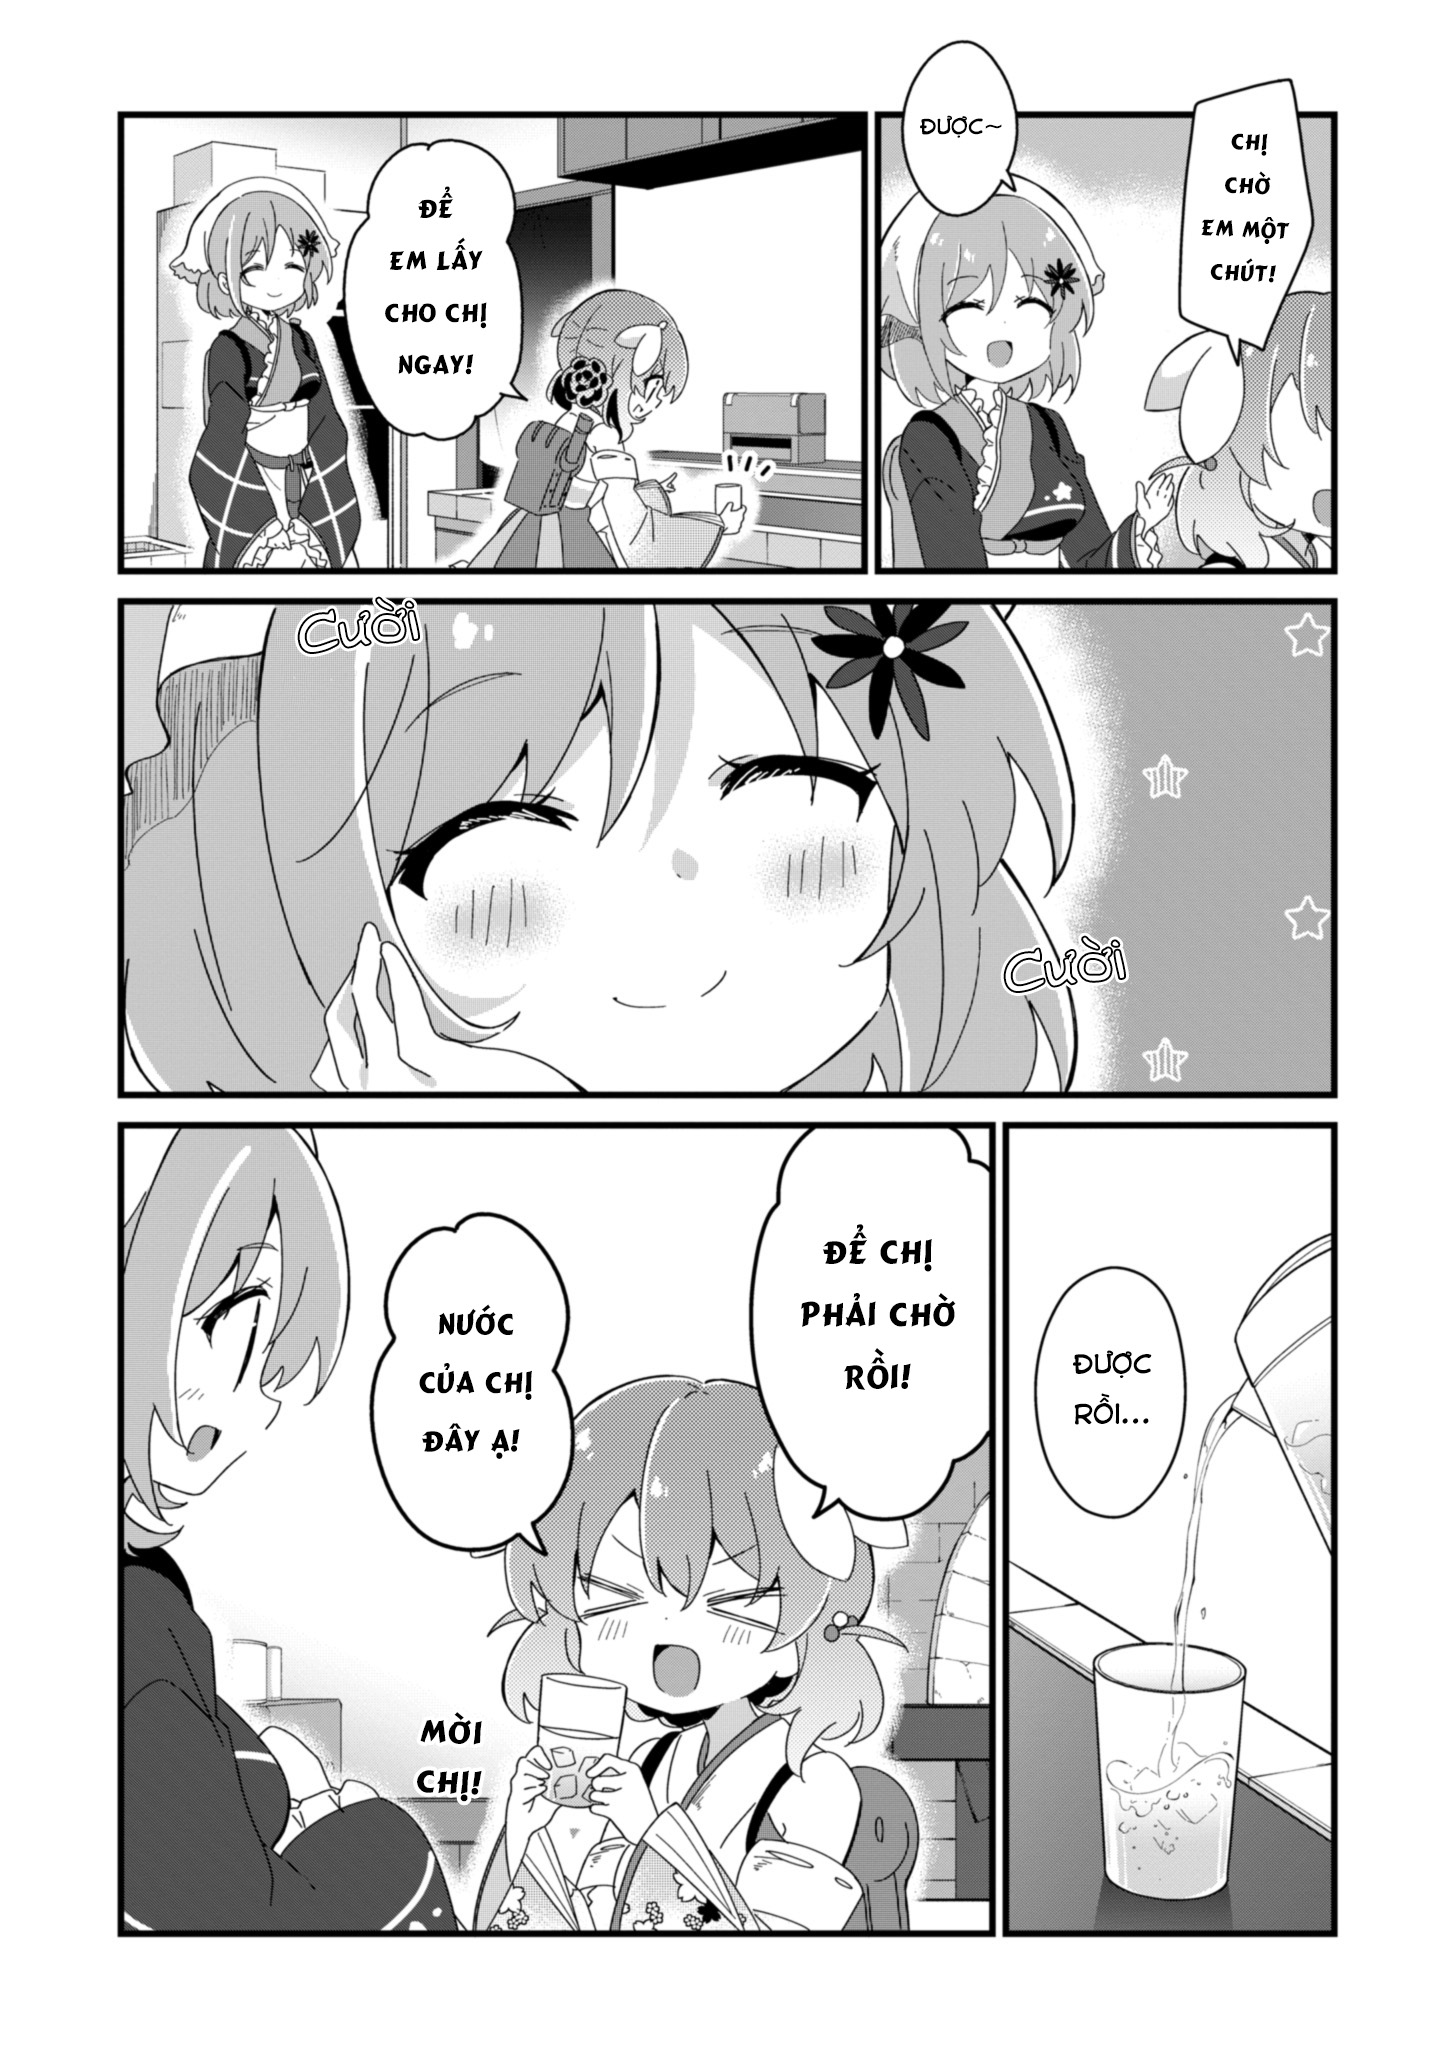 CHỊ
CHỜ
EM MỘT
CHÚT!
ĐƯỢC~
ĐỂ
EM LẤY
CHO CHỊ
NGAY!
Cười
Cười
ĐƯỢC
RỒI...
ĐỂ CHỊ
PHẢI CHỜ
RỒI!
NƯỚC
CỦA CHỊ
ĐÂY Ạ!
MỜI
CHỊ!